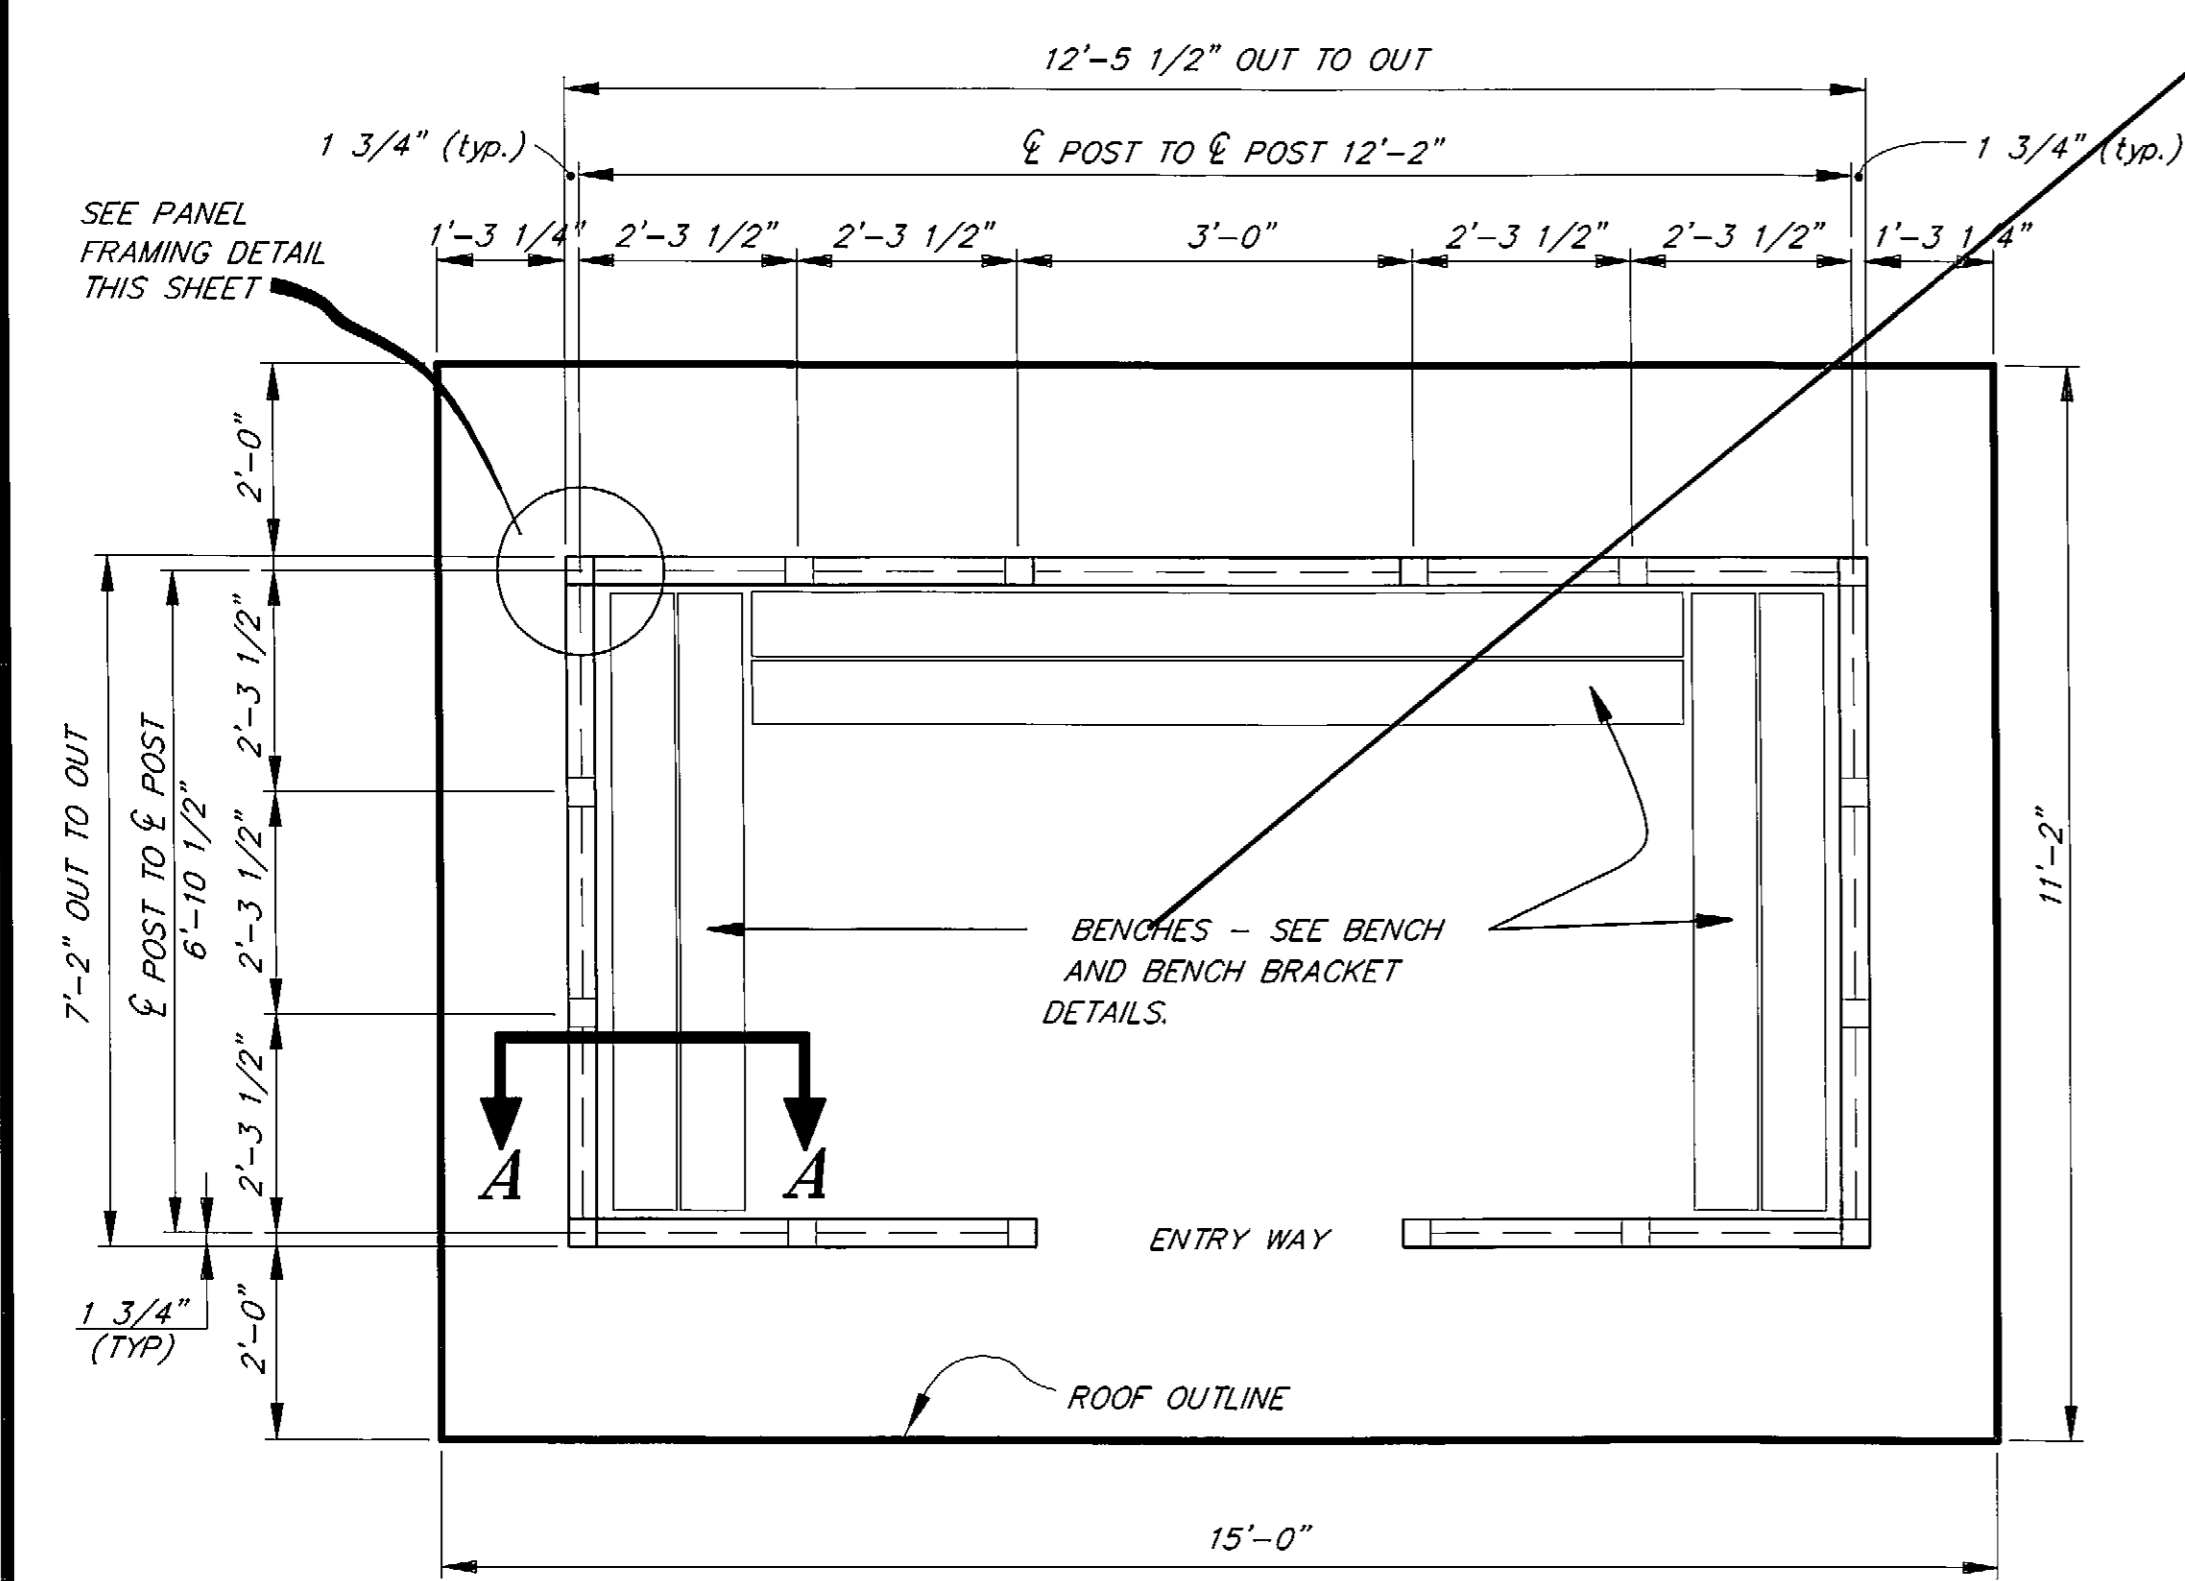 12'-5 1/2" OUT TO OUT
1 3/4" (typ.)
℄ POST TO ℄ POST 12'-2"
1 3/4" (typ.)
SEE PANEL
FRAMING DETAIL
THIS SHEET
1'-3 1/4"
2'-3 1/2"
2'-3 1/2"
3'-0"
2'-3 1/2"
2'-3 1/2"
1'-3 1/4"
2'-0"
2'-3 1/2"
2'-3 1/2"
2'-3 1/2"
2'-0"
7'-2" OUT TO OUT
℄ POST TO ℄ POST
6'-10 1/2"
1 3/4"
(TYP)
11'-2"
BENCHES – SEE BENCH
AND BENCH BRACKET
DETAILS.
A
A
ENTRY WAY
ROOF OUTLINE
15'-0"